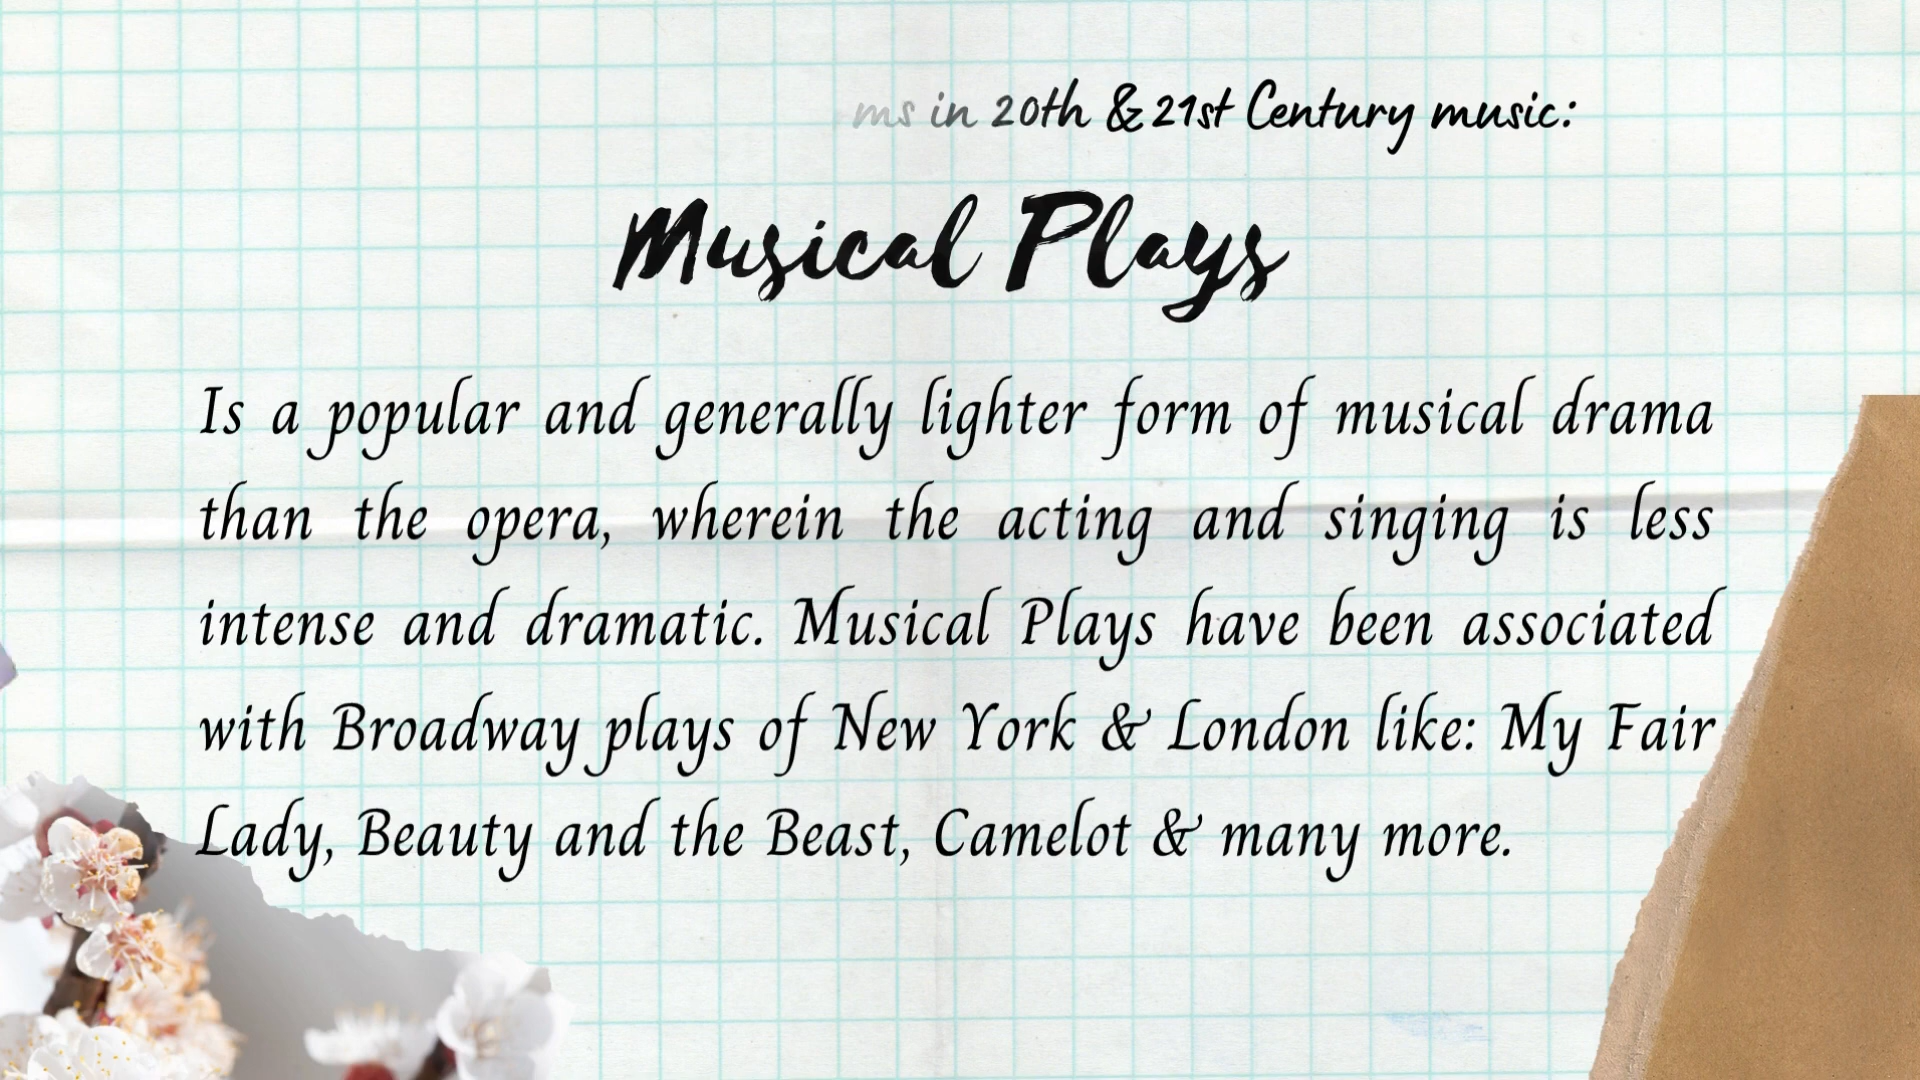 ms in 20th & 21st Century music:
Musical Plays
Is a popular and generally lighter form of musical drama
than the opera, wherein the acting and singing is less
intense and dramatic. Musical Plays have been associated
with Broadway plays of New York & London like: My Fair
Lady, Beauty and the Beast, Camelot & many more.